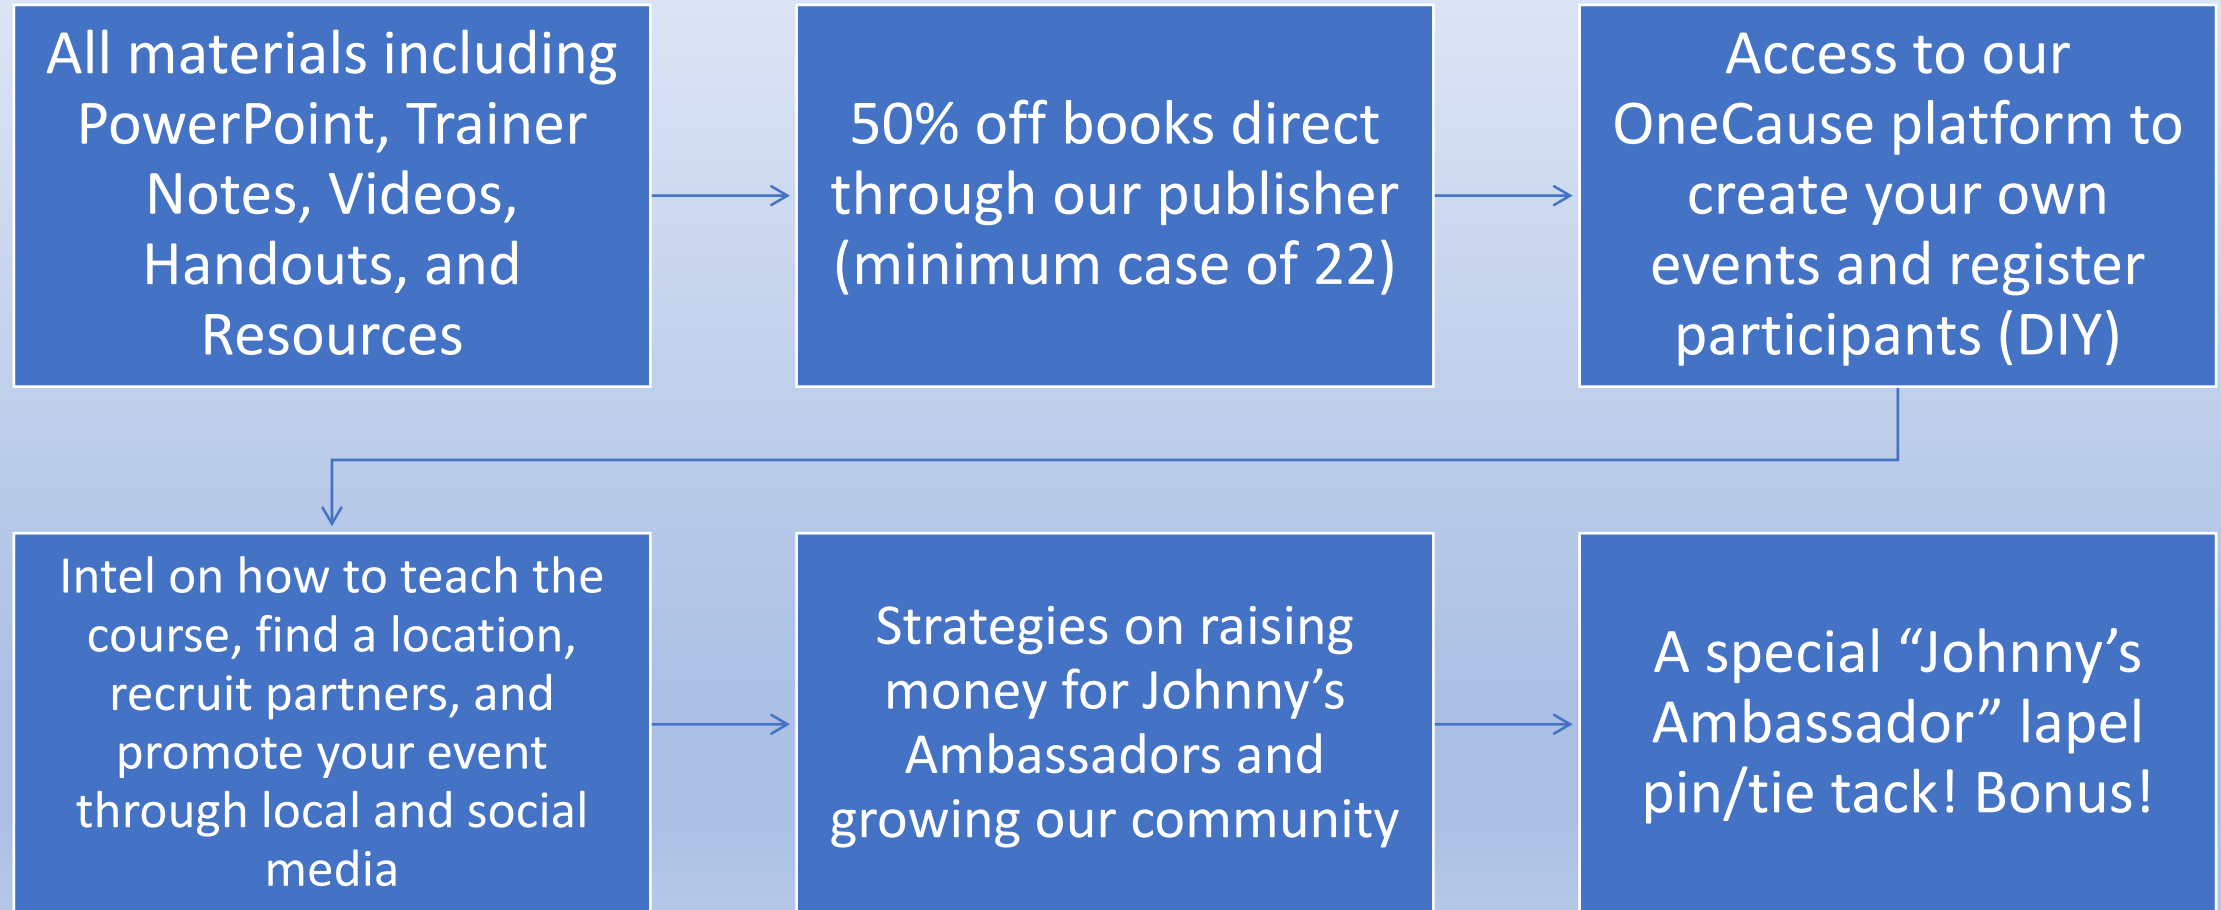 All materials including
PowerPoint, Trainer
Notes, Videos,
Handouts, and
Resources
50% off books direct
through our publisher
(minimum case of 22)
Access to our
OneCause platform to
create your own
events and register
participants (DIY)
Intel on how to teach the
course, find a location,
recruit partners, and
promote your event
through local and social
media
Strategies on raising
money for Johnny’s
Ambassadors and
growing our community
A special “Johnny’s
Ambassador” lapel
pin/tie tack! Bonus!